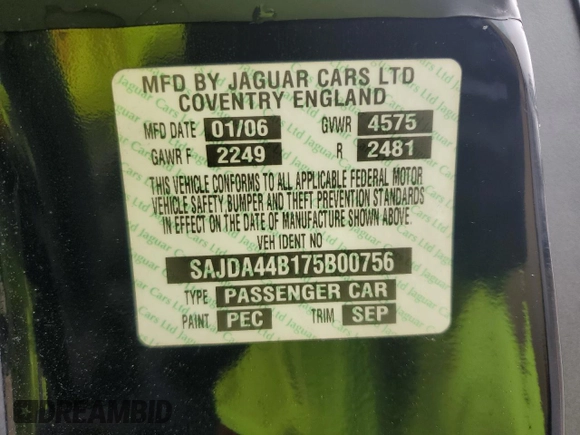 MFD BY JAGUAR CARS LTD
COVENTRY ENGLAND
MFD DATE 01/06 GVWR 4575
GAWR F 2249 R 2481
THIS VEHICLE CONFORMS TO ALL APPLICABLE FEDERAL MOTOR
VEHICLE SAFETY BUMPER AND THEFT PREVENTION STANDARDS
IN EFFECT ON THE DATE OF MANUFACTURE SHOWN ABOVE.
VEH IDENT NO
SAJDA44B175B00756
TYPE PASSENGER CAR
PAINT PEC TRIM SEP
DREAMBID